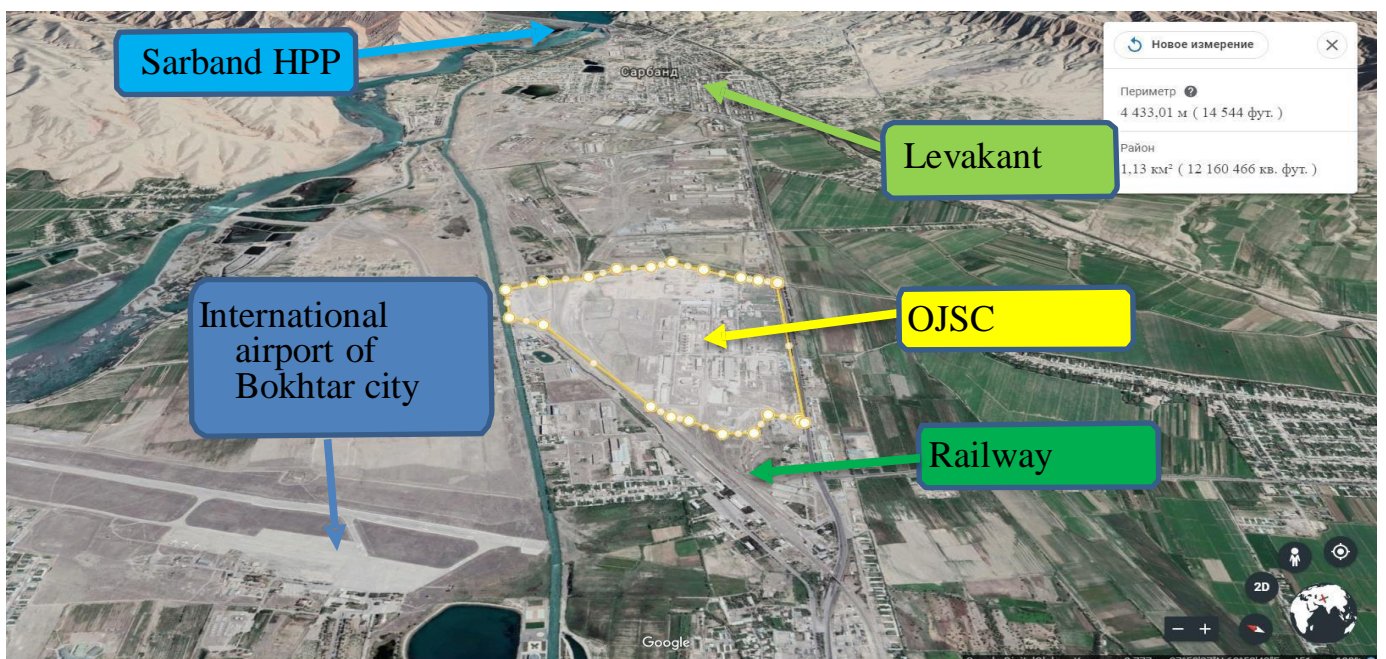 Sarband HPP
Сарбанд
Levakant
Новое измерение
Периметр
4 433,01 м ( 14 544 фут. )
Район
1,13 км² ( 12 160 466 кв. фут. )
International
airport of
Bokhtar city
OJSC
Railway
2D
Google